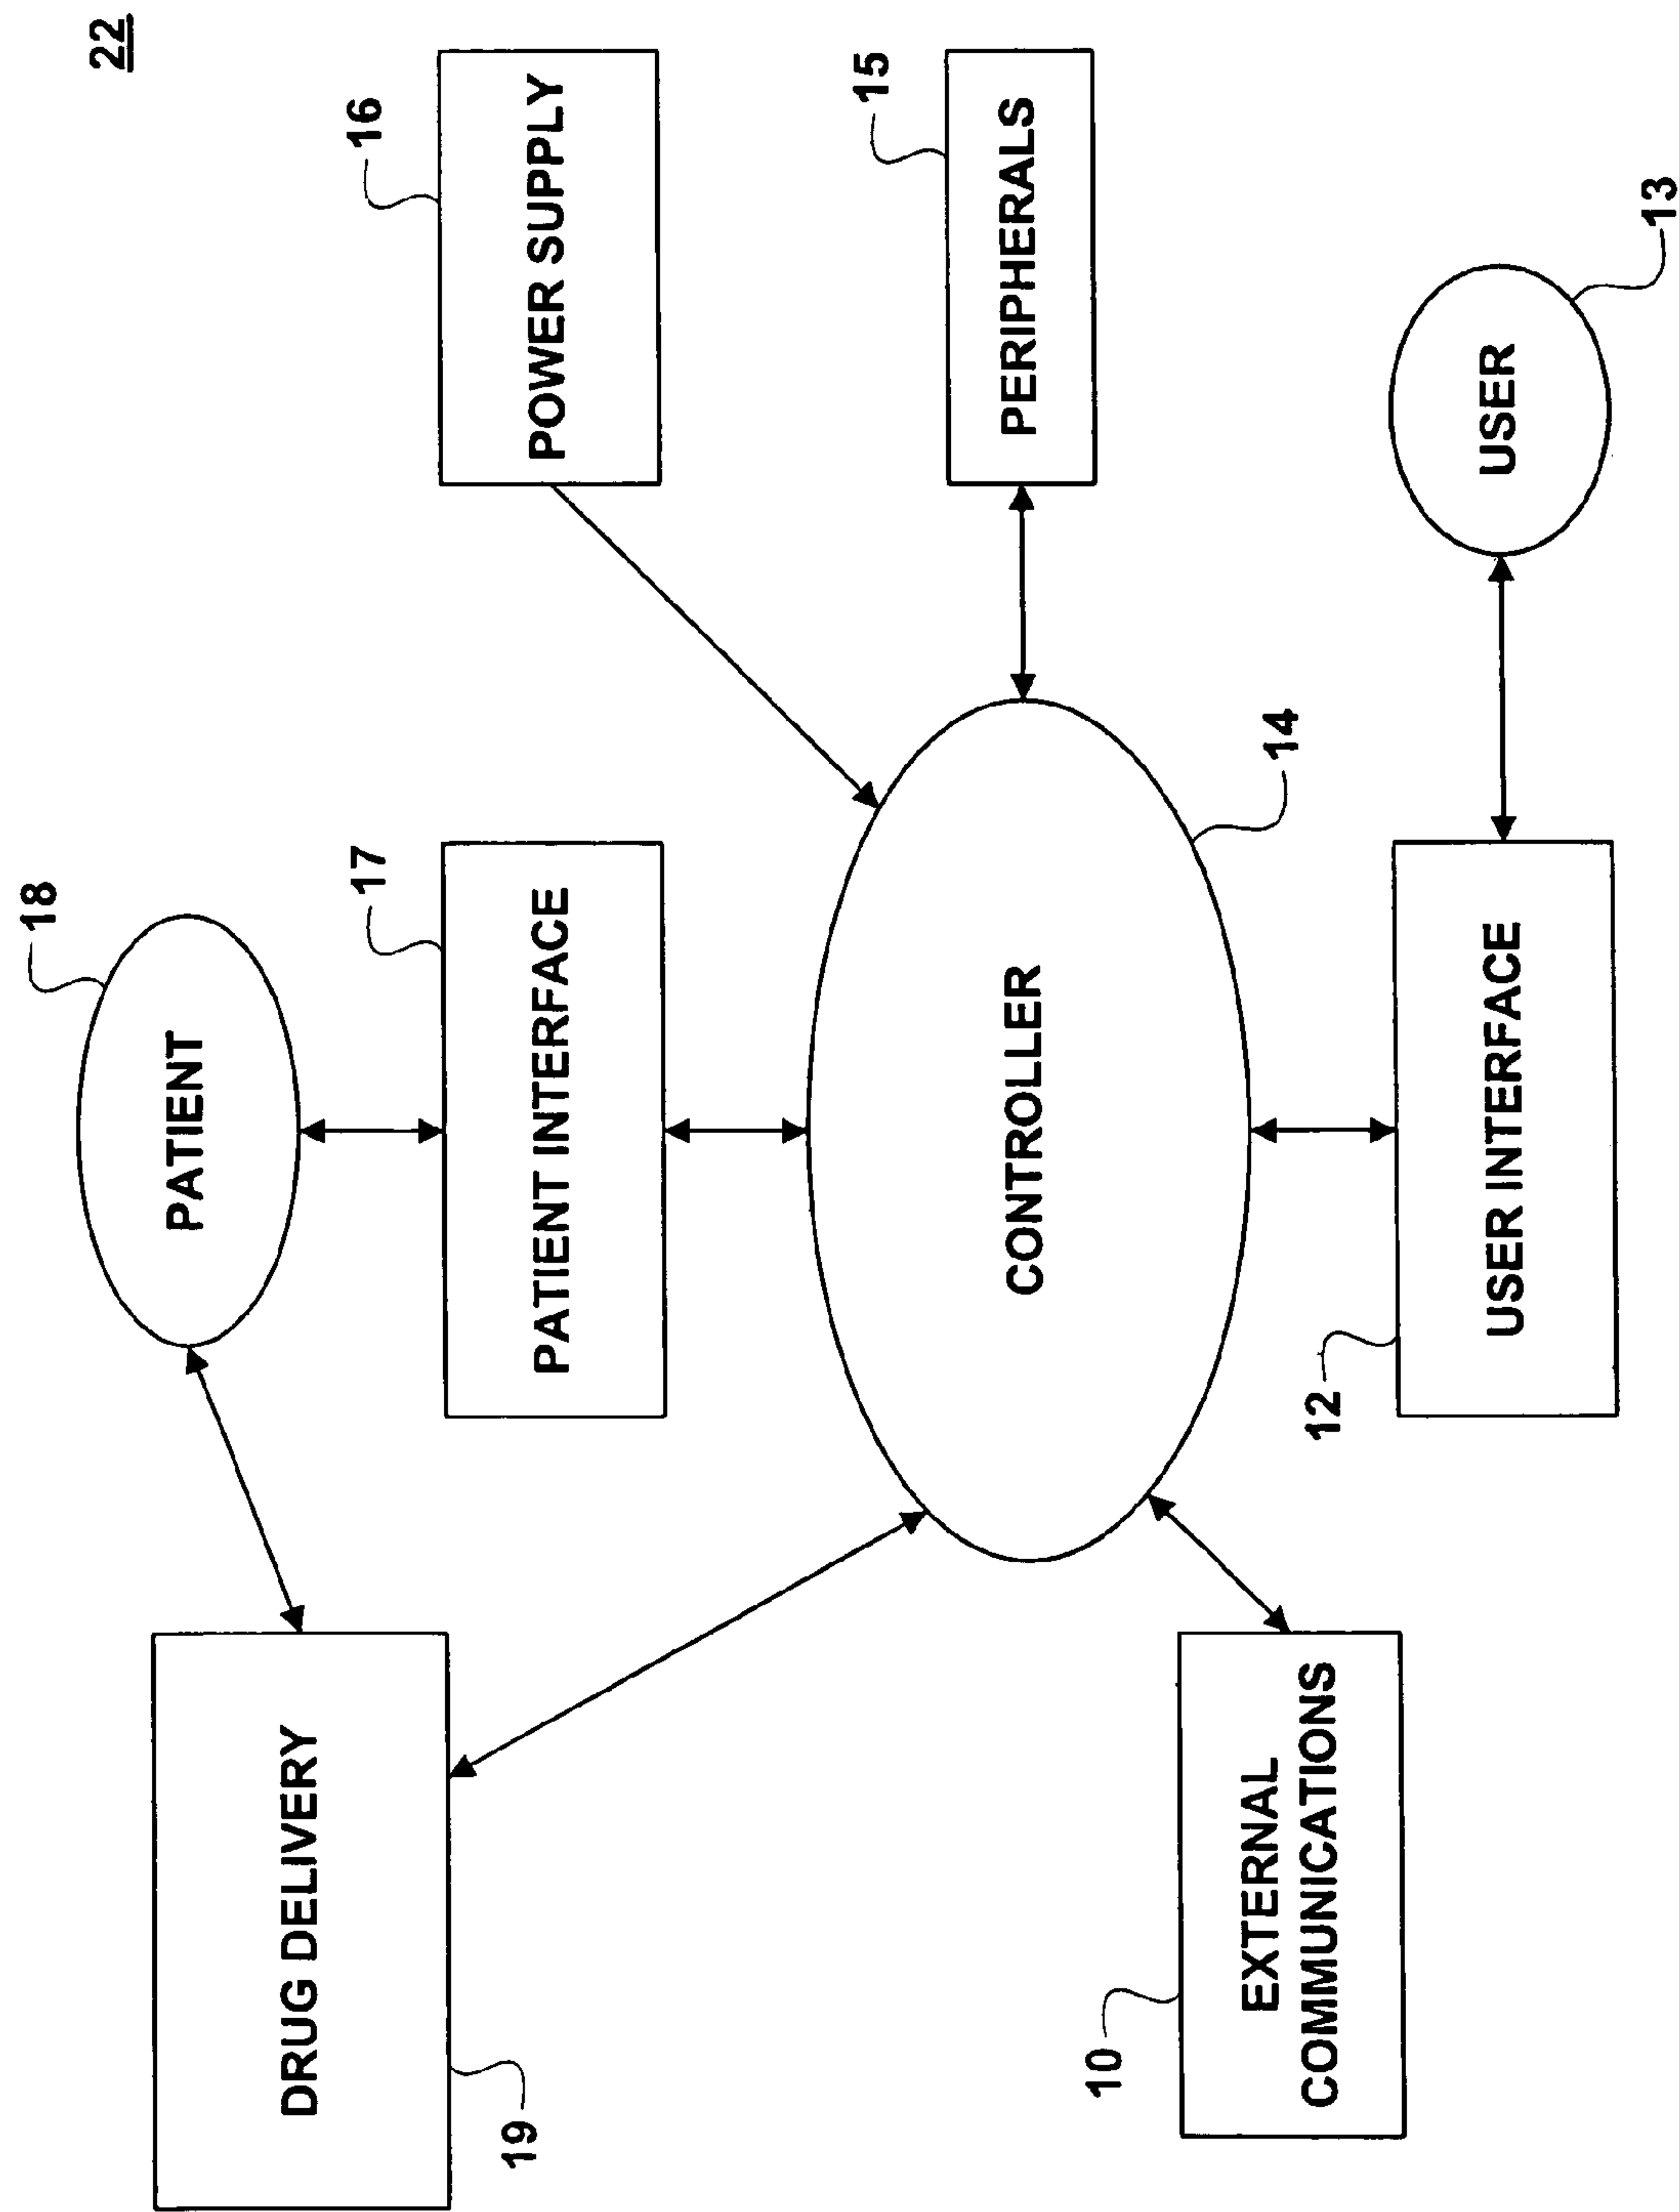 22
18
PATIENT
16
POWER SUPPLY
17
PATIENT INTERFACE
DRUG DELIVERY
19
15
PERIPHERALS
CONTROLLER
14
10
EXTERNAL
COMMUNICATIONS
12
USER INTERFACE
USER
13